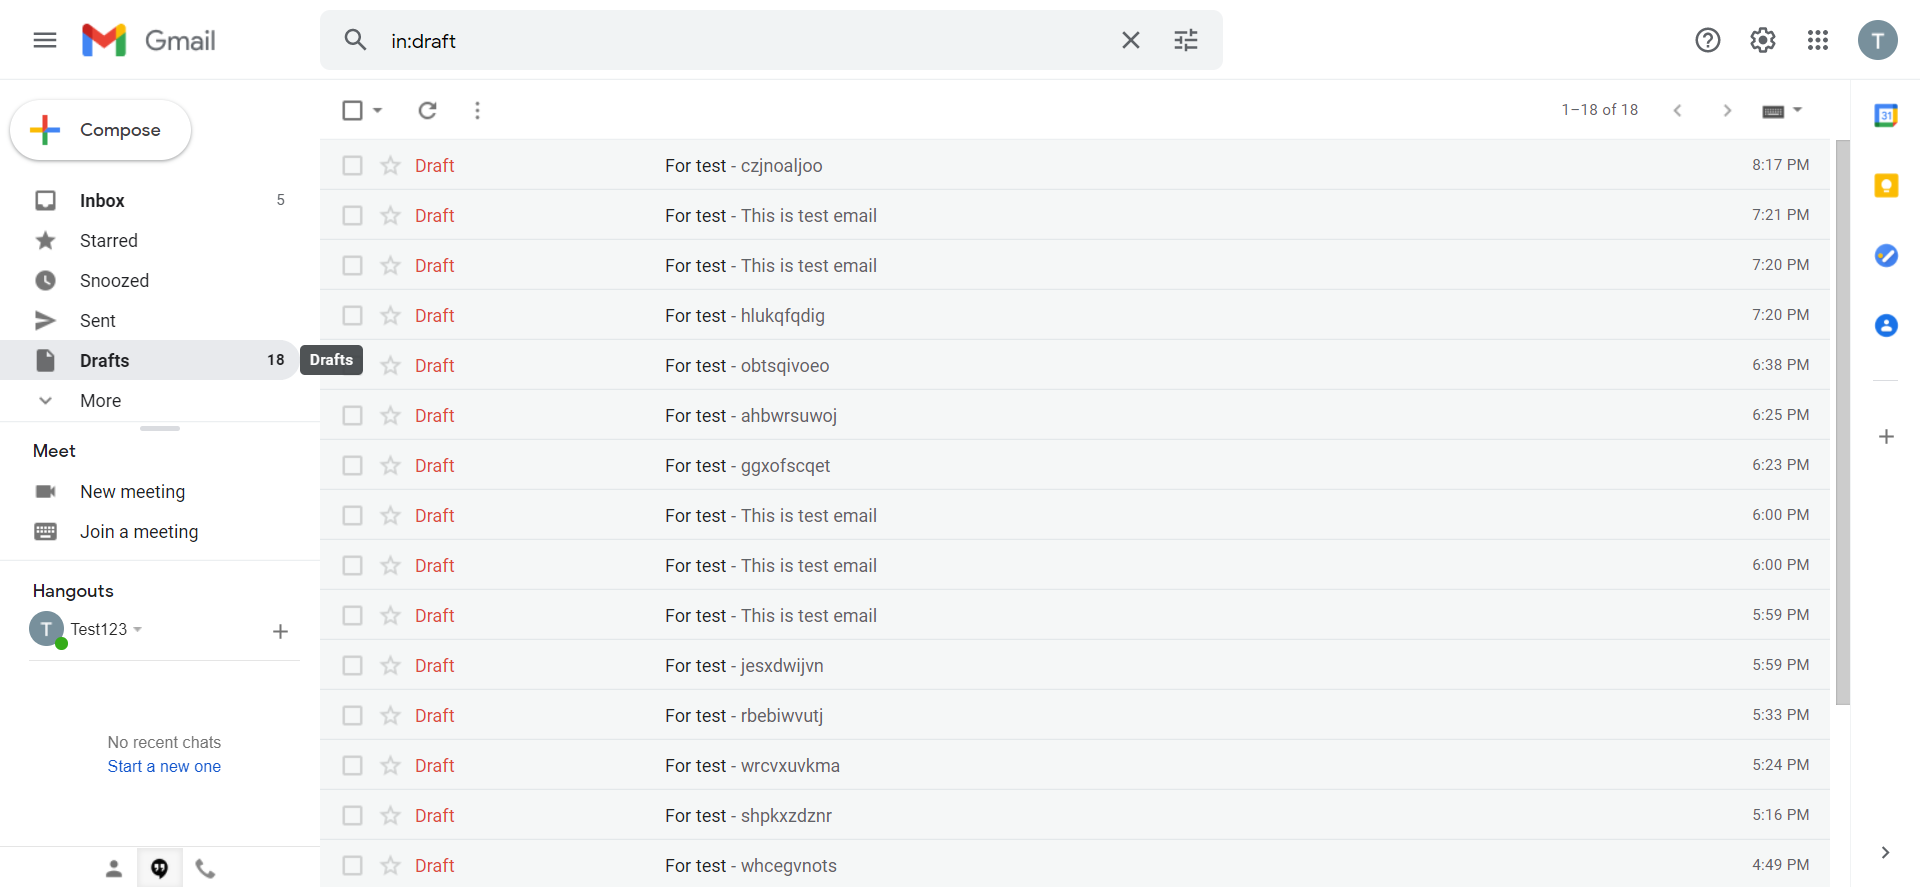 Gmail
in:draft
T
Compose
1–18 of 18
31
Inbox 5
Starred
Snoozed
Sent
Drafts 18
Drafts
More
Meet
New meeting
Join a meeting
Hangouts
T Test123
No recent chats
Start a new one
Draft For test - czjnoaljoo 8:17 PM
Draft For test - This is test email 7:21 PM
Draft For test - This is test email 7:20 PM
Draft For test - hlukqfqdig 7:20 PM
Draft For test - obtsqivoeo 6:38 PM
Draft For test - ahbwrsuwoj 6:25 PM
Draft For test - ggxofscqet 6:23 PM
Draft For test - This is test email 6:00 PM
Draft For test - This is test email 6:00 PM
Draft For test - This is test email 5:59 PM
Draft For test - jesxdwijvn 5:59 PM
Draft For test - rbebiwvutj 5:33 PM
Draft For test - wrcvxuvkma 5:24 PM
Draft For test - shpkxzdznr 5:16 PM
Draft For test - whcegvnots 4:49 PM